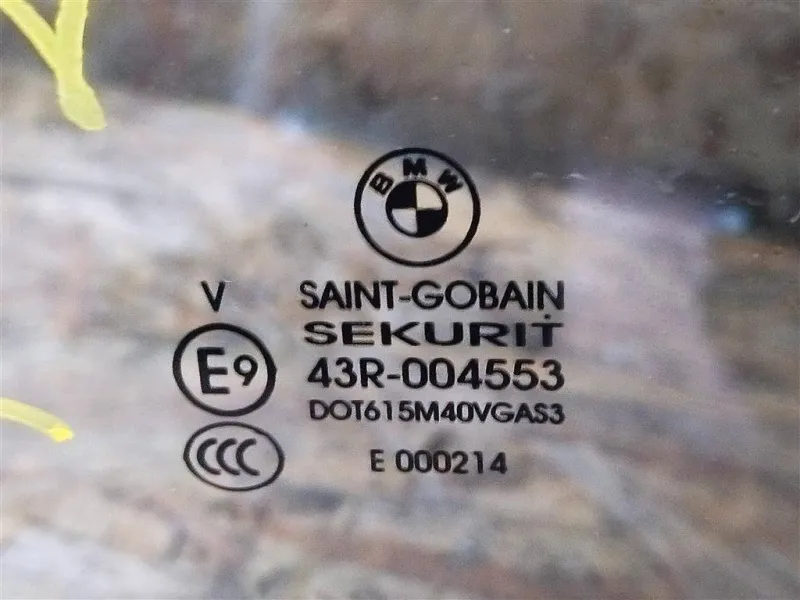 BMW
V SAINT-GOBAIN
SEKURIT
E9 43R-004553
DOT615M40VGAS3
CCC E 000214